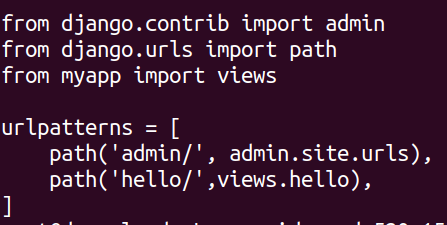 from django.contrib import admin
from django.urls import path
from myapp import views

urlpatterns = [
    path('admin/', admin.site.urls),
    path('hello/',views.hello),
]